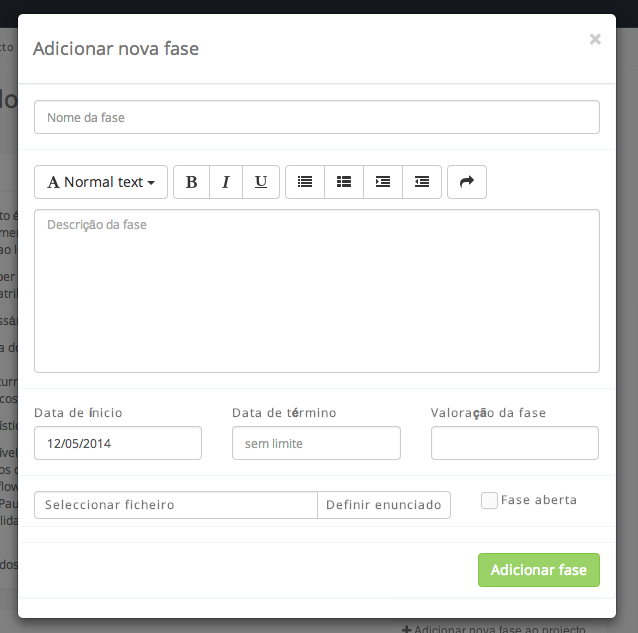 Adicionar nova fase
×
Nome da fase
A Normal text
B I U
Descrição da fase
Data de ínicio Data de término Valoração da fase
12/05/2014 sem limite
Seleccionar ficheiro Definir enunciado Fase aberta
Adicionar fase
+ Adicionar nova fase ao projecto